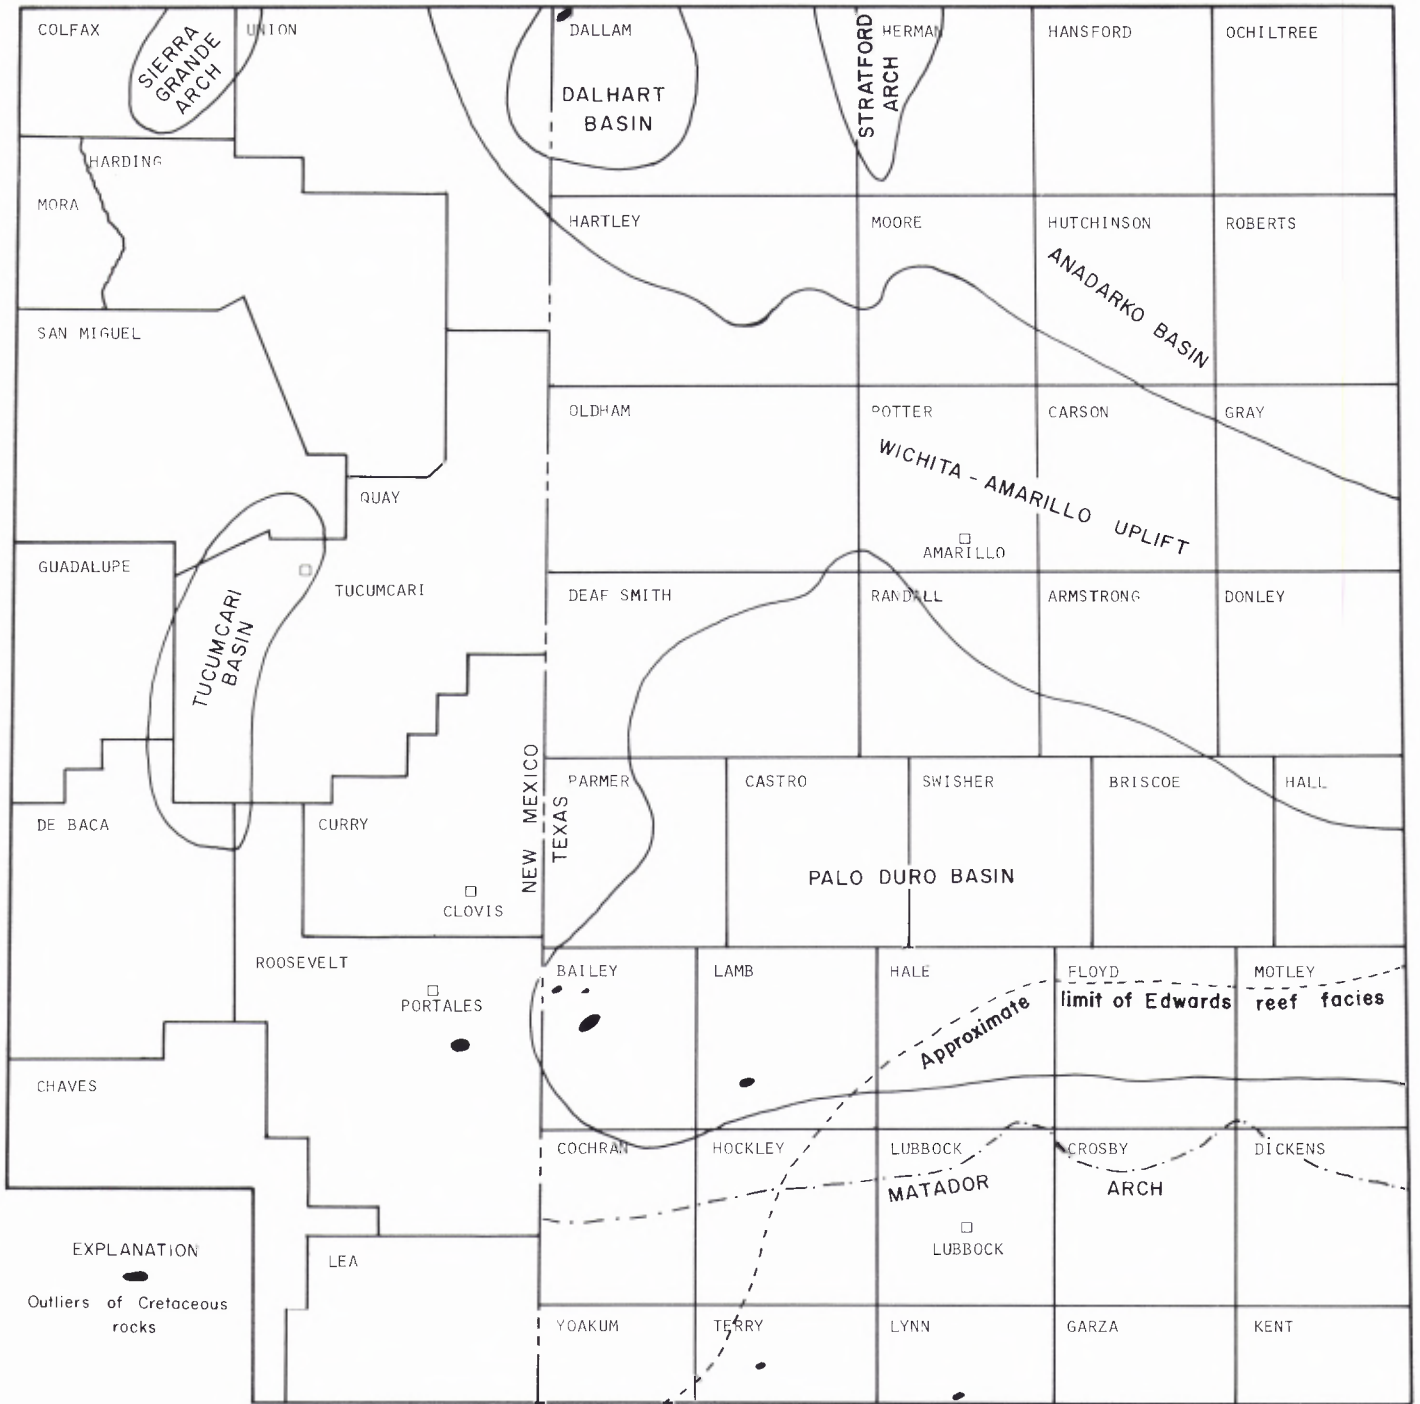 COLFAX
UNION
SIERRA
GRANDE
ARCH
DALLAM
DALHART
BASIN
STRATFORD
ARCH
HERMAN
HANSFORD
OCHILTREE
HARDING
MORA
HARTLEY
MOORE
HUTCHINSON
ROBERTS
ANADARKO BASIN
SAN MIGUEL
OLDHAM
POTTER
CARSON
GRAY
WICHITA - AMARILLO UPLIFT
QUAY
AMARILLO
GUADALUPE
TUCUMCARI
TUCUMCARI
BASIN
DEAF SMITH
RANDALL
ARMSTRONG
DONLEY
NEW MEXICO
TEXAS
PARMER
CASTRO
SWISHER
BRISCOE
HALL
DE BACA
CURRY
PALO DURO BASIN
CLOVIS
ROOSEVELT
PORTALES
BAILEY
LAMB
HALE
FLOYD
MOTLEY
Approximate limit of Edwards reef facies
CHAVES
COCHRAN
HOCKLEY
LUBBOCK
CROSBY
DICKENS
MATADOR ARCH
LUBBOCK
EXPLANATION
Outliers of Cretaceous
rocks
LEA
YOAKUM
TERRY
LYNN
GARZA
KENT